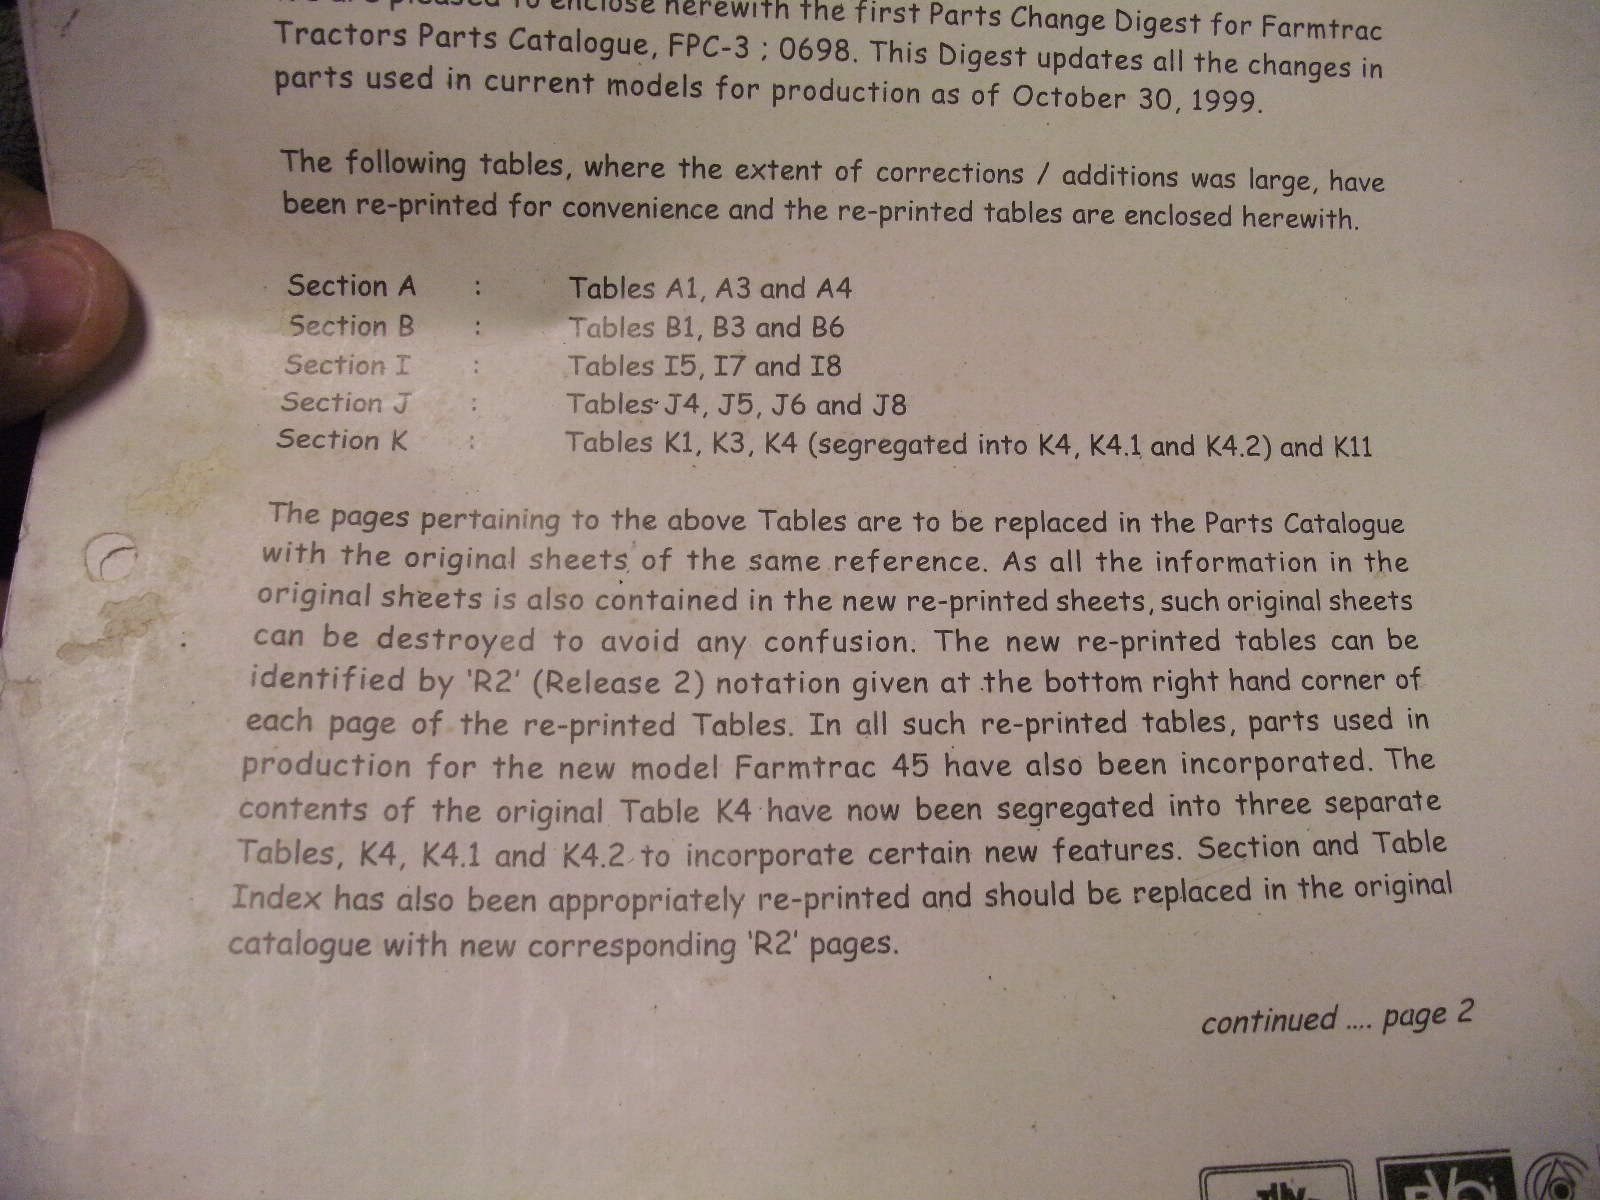 We are pleased to enclose herewith the first Parts Change Digest for Farmtrac
Tractors Parts Catalogue, FPC-3 ; 0698. This Digest updates all the changes in
parts used in current models for production as of October 30, 1999.
The following tables, where the extent of corrections / additions was large, have
been re-printed for convenience and the re-printed tables are enclosed herewith.
Section A : Tables A1, A3 and A4
Section B : Tables B1, B3 and B6
Section I : Tables I5, I7 and I8
Section J : Tables J4, J5, J6 and J8
Section K : Tables K1, K3, K4 (segregated into K4, K4.1 and K4.2) and K11
The pages pertaining to the above Tables are to be replaced in the Parts Catalogue
with the original sheets of the same reference. As all the information in the
original sheets is also contained in the new re-printed sheets, such original sheets
can be destroyed to avoid any confusion. The new re-printed tables can be
identified by 'R2' (Release 2) notation given at the bottom right hand corner of
each page of the re-printed Tables. In all such re-printed tables, parts used in
production for the new model Farmtrac 45 have also been incorporated. The
contents of the original Table K4 have now been segregated into three separate
Tables, K4, K4.1 and K4.2 to incorporate certain new features. Section and Table
Index has also been appropriately re-printed and should be replaced in the original
catalogue with new corresponding 'R2' pages.
continued .... page 2